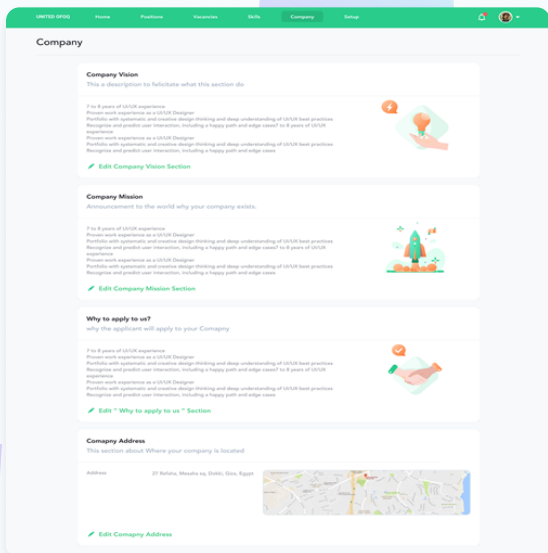 UNITED OFOQ Home Positions Vacancies Skills Company Setup
Company
Company Vision
This a description to felicitate what this section do
7 to 8 years of UI/UX experience
Proven work experience as a UI/UX Designer
Portfolio with systematic and creative design-thinking and deep understanding of UI/UX best practices
Recognize and predict user interaction, including a happy path and edge cases7 to 8 years of UI/UX
experience
Proven work experience as a UI/UX Designer
Portfolio with systematic and creative design-thinking and deep understanding of UI/UX best practices
Recognize and predict user interaction, including a happy path and edge cases
Edit Company Vision Section
Company Mission
Announcement to the world why your company exists.
7 to 8 years of UI/UX experience
Proven work experience as a UI/UX Designer
Portfolio with systematic and creative design-thinking and deep understanding of UI/UX best practices
Recognize and predict user interaction, including a happy path and edge cases7 to 8 years of UI/UX
experience
Proven work experience as a UI/UX Designer
Portfolio with systematic and creative design-thinking and deep understanding of UI/UX best practices
Recognize and predict user interaction, including a happy path and edge cases
Edit Company Mission Section
Why to apply to us?
why the applicant will apply to your Comapny
7 to 8 years of UI/UX experience
Proven work experience as a UI/UX Designer
Portfolio with systematic and creative design-thinking and deep understanding of UI/UX best practices
Recognize and predict user interaction, including a happy path and edge cases7 to 8 years of UI/UX
experience
Proven work experience as a UI/UX Designer
Portfolio with systematic and creative design-thinking and deep understanding of UI/UX best practices
Recognize and predict user interaction, including a happy path and edge cases
Edit " Why to apply to us " Section
Comapny Address
This section about Where your company is located
Address 21 Refaha, Mesaha sq, Dokki, Giza, Egypt
Edit Comapny Address